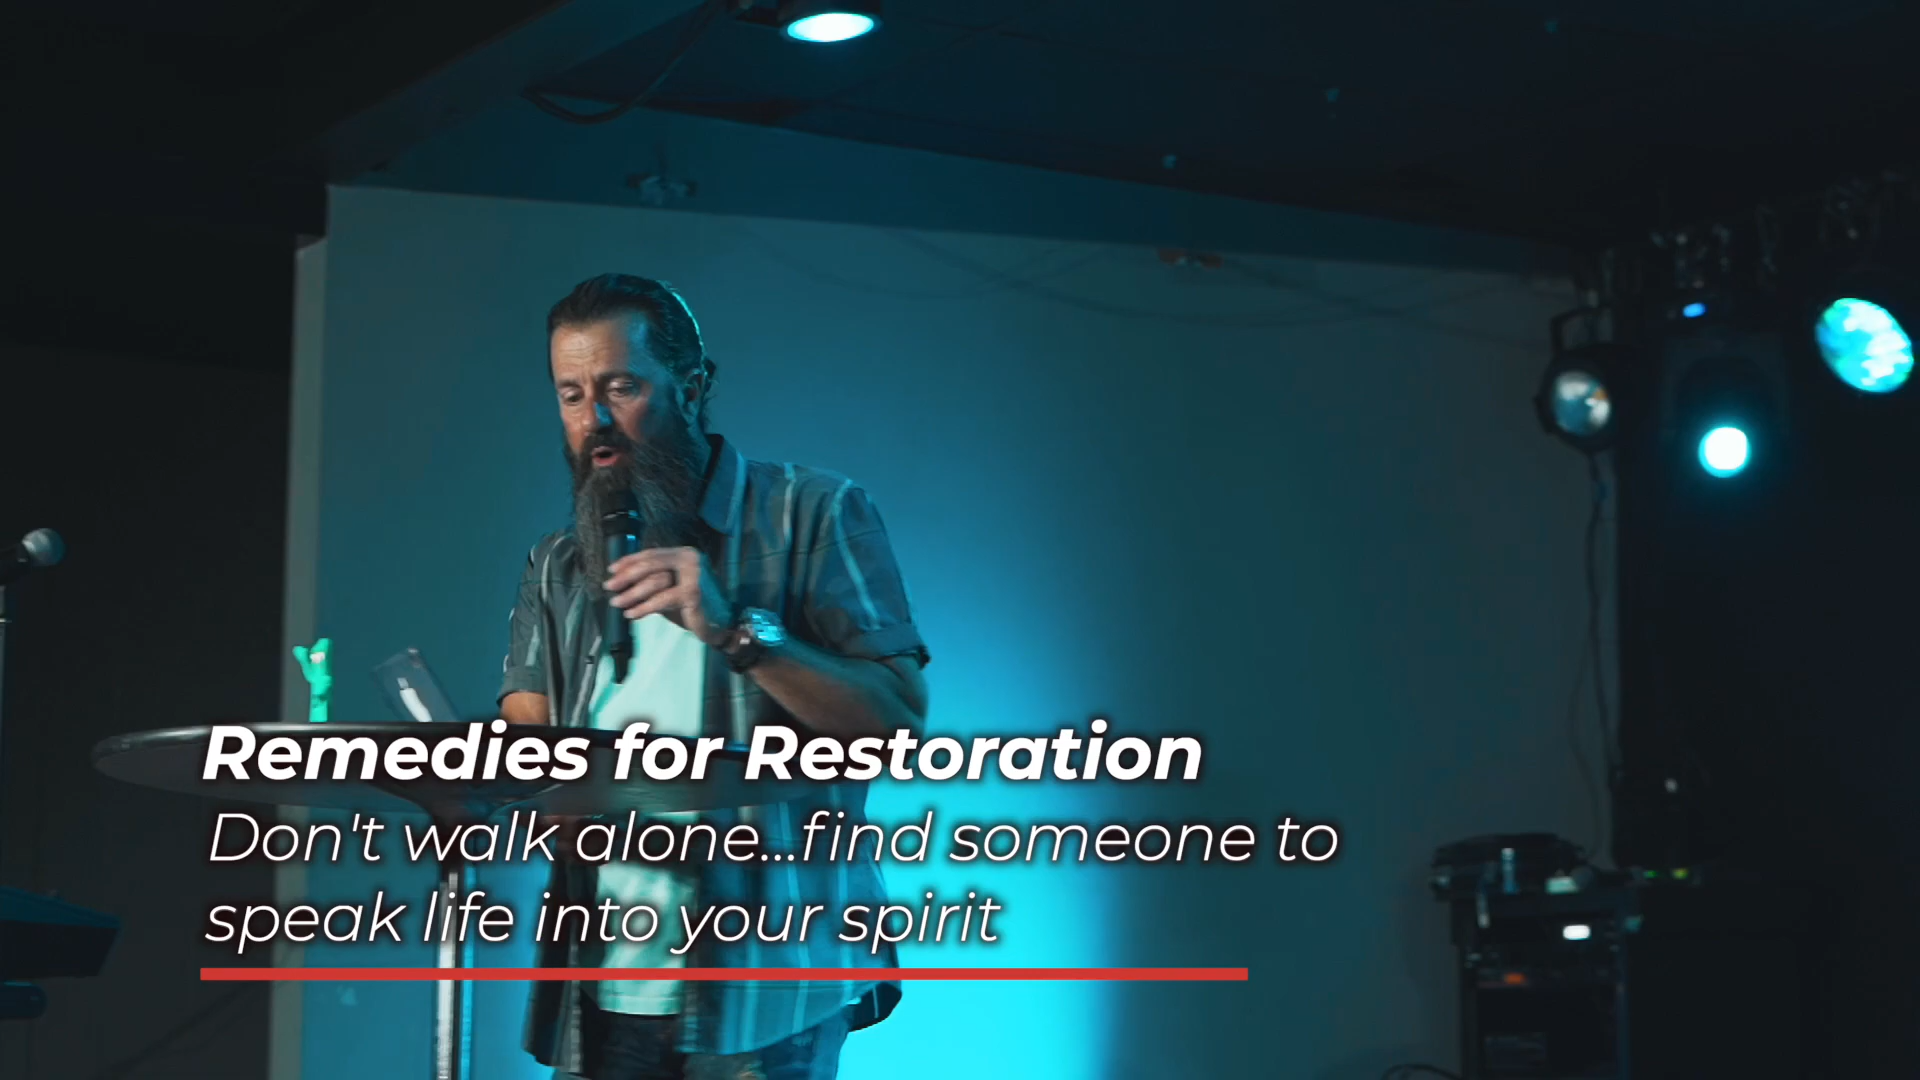 Remedies for Restoration
Don't walk alone...find someone to
speak life into your spirit